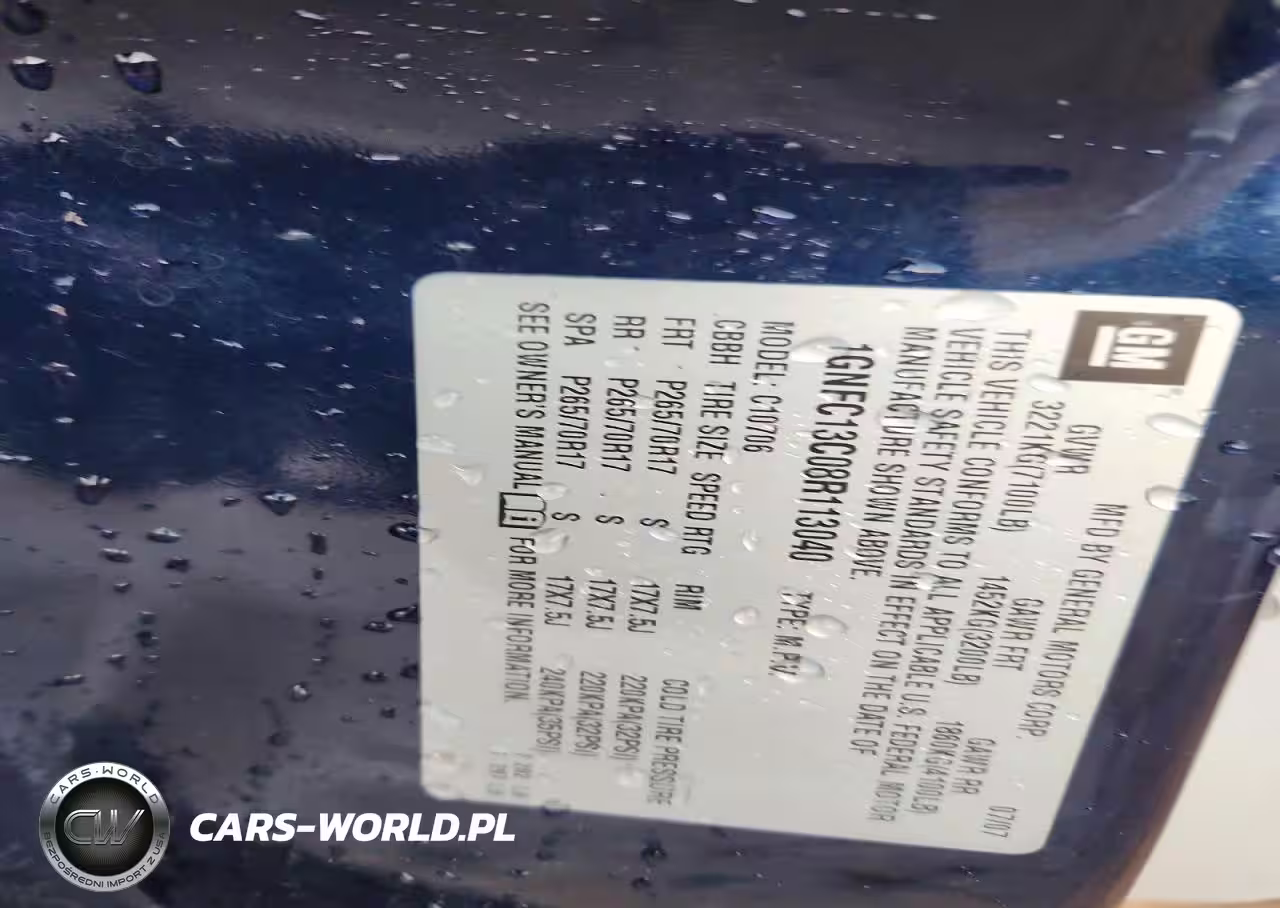 GM
MFD BY GENERAL MOTORS CORP. 07/07
GVWR GAWR FRT GAWR RR
3221KG(7100LB) 1452KG(3200LB) 1860KG(4100LB)
THIS VEHICLE CONFORMS TO ALL APPLICABLE U.S. FEDERAL MOTOR
VEHICLE SAFETY STANDARDS IN EFFECT ON THE DATE OF
MANUFACTURE SHOWN ABOVE.
1GNFC13C08R113040 TYPE: M.P.V.
MODEL: C10706
CBBH TIRE SIZE SPEED RTG RIM COLD TIRE PRESSURE
FRT P265/70R17 S 17X7.5J 220KPA(32PSI)
RR P265/70R17 S 17X7.5J 220KPA(32PSI)
SPA P265/70R17 S 17X7.5J 240KPA(35PSI)
SEE OWNER'S MANUAL FOR MORE INFORMATION.
CARS-WORLD
CW
BEZPOŚREDNI IMPORT Z USA
CARS-WORLD.PL